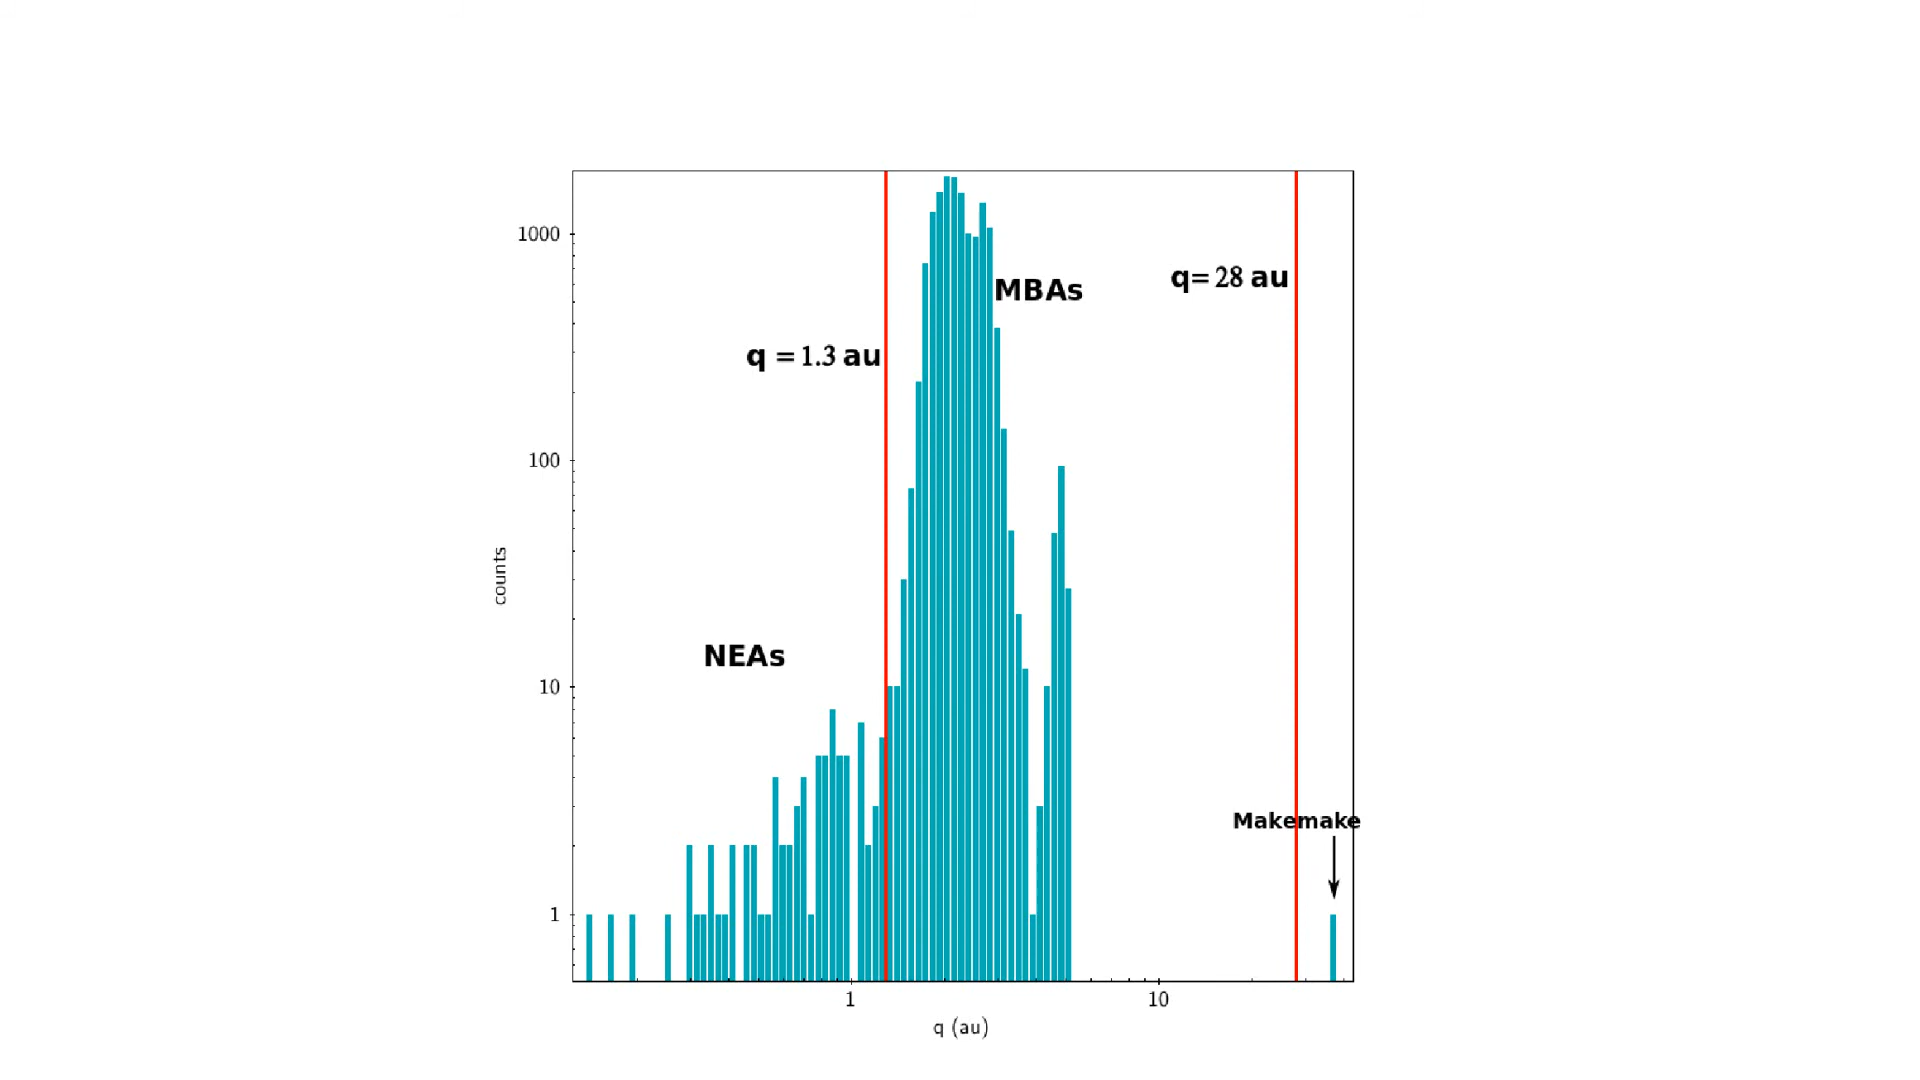 1000
MBAs
q= 28 au
q = 1.3 au
100
counts
NEAs
10
Makemake
1
1
10
q (au)